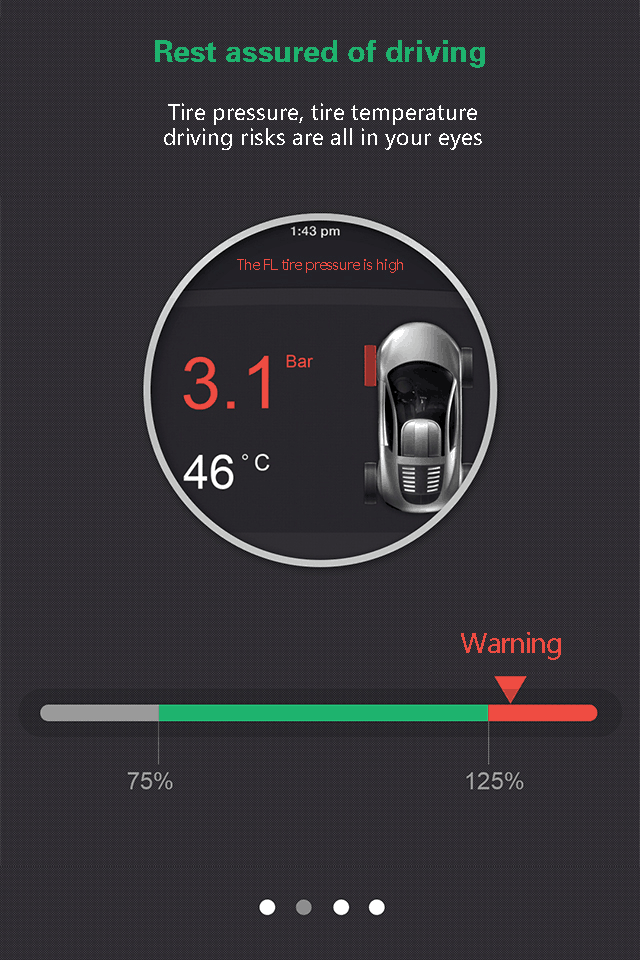 Rest assured of driving
Tire pressure, tire temperature
driving risks are all in your eyes
1:43 pm
The FL tire pressure is high
3.1 Bar
46 °C
Warning
75% 125%